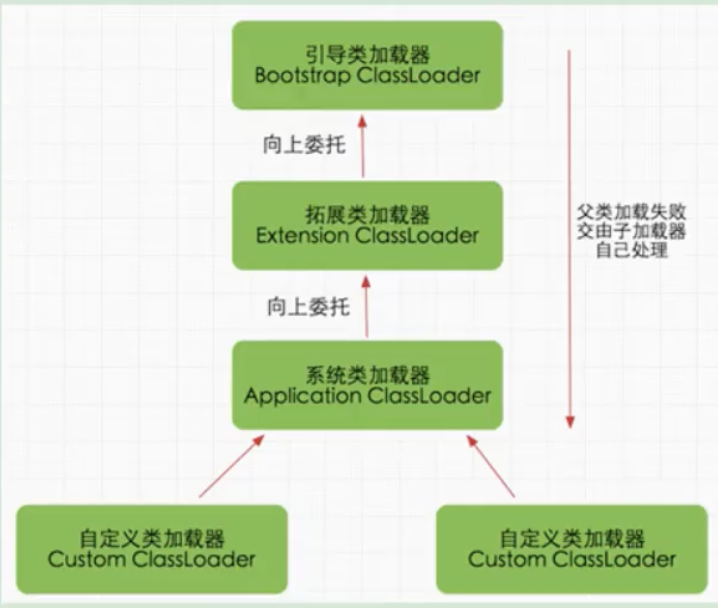 引导类加载器
Bootstrap ClassLoader
向上委托
拓展类加载器
Extension ClassLoader
父类加载失败
交由子加载器
自己处理
向上委托
系统类加载器
Application ClassLoader
自定义类加载器
Custom ClassLoader
自定义类加载器
Custom ClassLoader